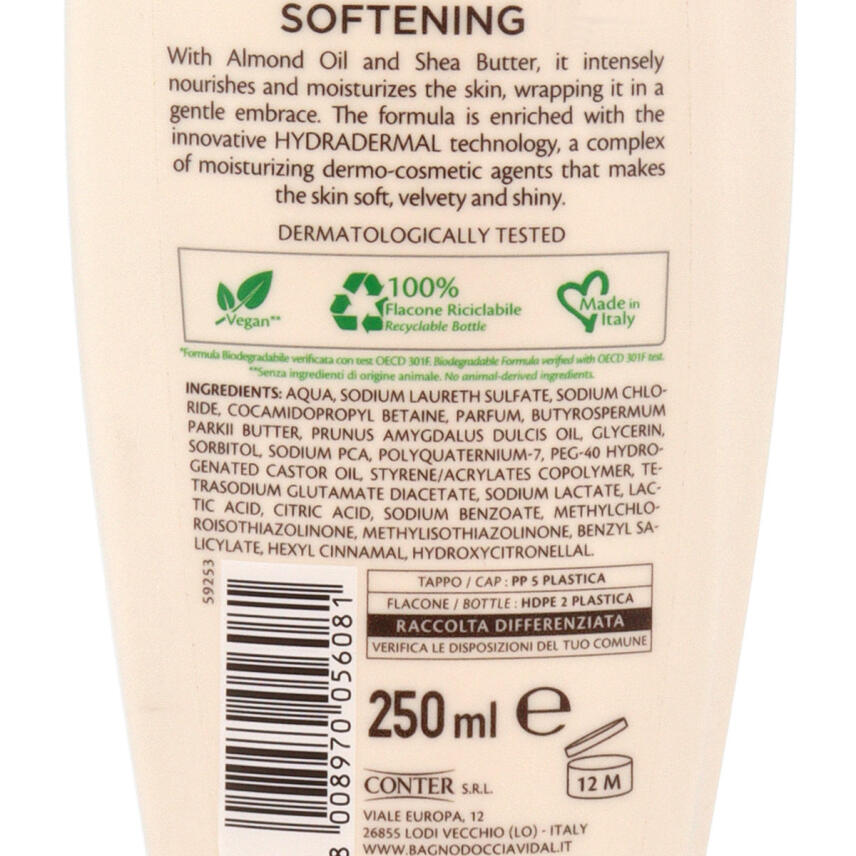 SOFTENING
With Almond Oil and Shea Butter, it intensely
nourishes and moisturizes the skin, wrapping it in a
gentle embrace. The formula is enriched with the
innovative HYDRADERMAL technology, a complex
of moisturizing dermo-cosmetic agents that makes
the skin soft, velvety and shiny.
DERMATOLOGICALLY TESTED
Vegan**
100%
Flacone Riciclabile
Recyclable Bottle
Made in
Italy
*Formula Biodegradabile verificata con test OECD 301F. Biodegradable Formula verified with OECD 301F test.
**Senza ingredienti di origine animale. No animal-derived ingredients.
INGREDIENTS: AQUA, SODIUM LAURETH SULFATE, SODIUM CHLO-
RIDE, COCAMIDOPROPYL BETAINE, PARFUM, BUTYROSPERMUM
PARKII BUTTER, PRUNUS AMYGDALUS DULCIS OIL, GLYCERIN,
SORBITOL, SODIUM PCA, POLYQUATERNIUM-7, PEG-40 HYDRO-
GENATED CASTOR OIL, STYRENE/ACRYLATES COPOLYMER, TE-
TRASODIUM GLUTAMATE DIACETATE, SODIUM LACTATE, LAC-
TIC ACID, CITRIC ACID, SODIUM BENZOATE, METHYLCHLO-
ROISOTHIAZOLINONE, METHYLISOTHIAZOLINONE, BENZYL SA-
LICYLATE, HEXYL CINNAMAL, HYDROXYCITRONELLAL.
59253
8 008970 056081
TAPPO / CAP : PP 5 PLASTICA
FLACONE / BOTTLE : HDPE 2 PLASTICA
RACCOLTA DIFFERENZIATA
VERIFICA LE DISPOSIZIONI DEL TUO COMUNE
250 ml e
12 M
CONTER S.R.L.
VIALE EUROPA, 12
26855 LODI VECCHIO (LO) - ITALY
WWW.BAGNODOCCIAVIDAL.IT